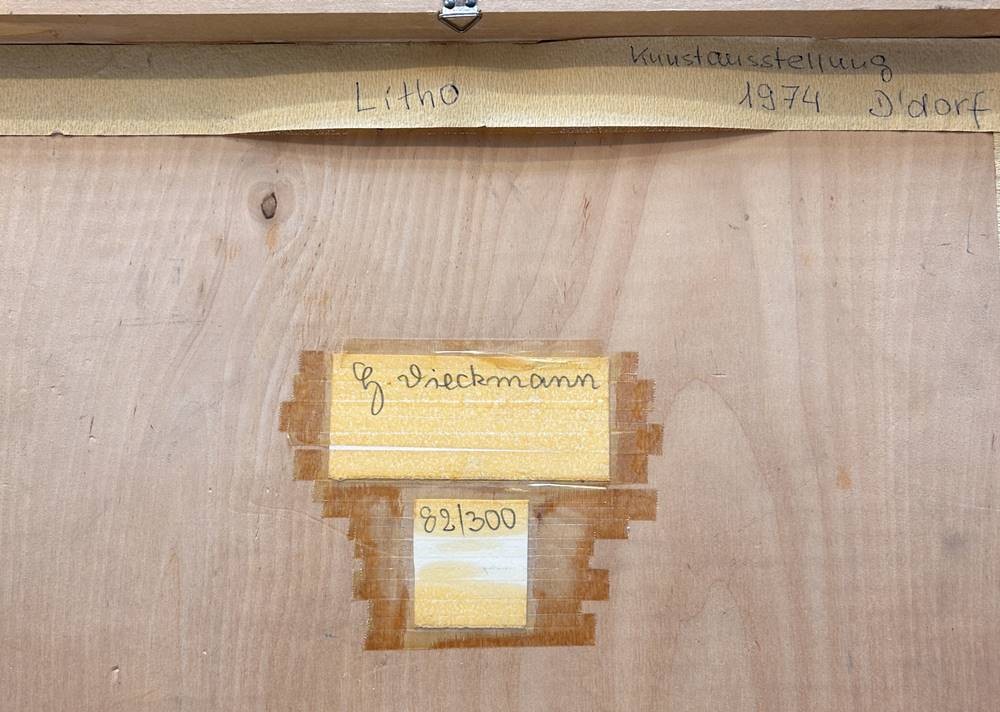 Kunstausstellung
Litho 1974 D'dorf
G. Dieckmann
82/300